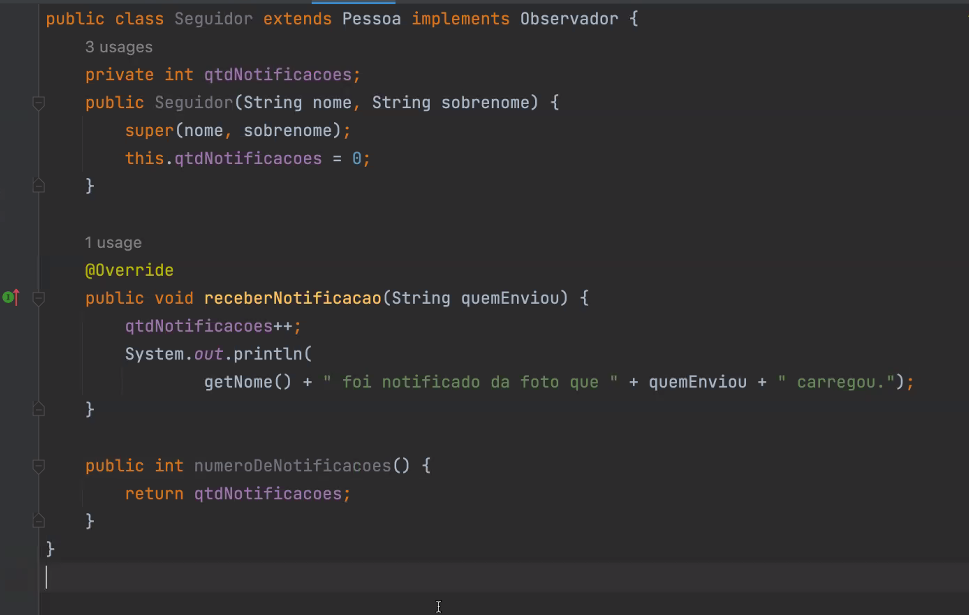 public class Seguidor extends Pessoa implements Observador {
3 usages
private int qtdNotificacoes;
public Seguidor(String nome, String sobrenome) {
super(nome, sobrenome);
this.qtdNotificacoes = 0;
}
1 usage
@Override
public void receberNotificacao(String quemEnviou) {
qtdNotificacoes++;
System.out.println(
getNome() + " foi notificado da foto que " + quemEnviou + " carregou.");
}
public int numeroDeNotificacoes() {
return qtdNotificacoes;
}
}